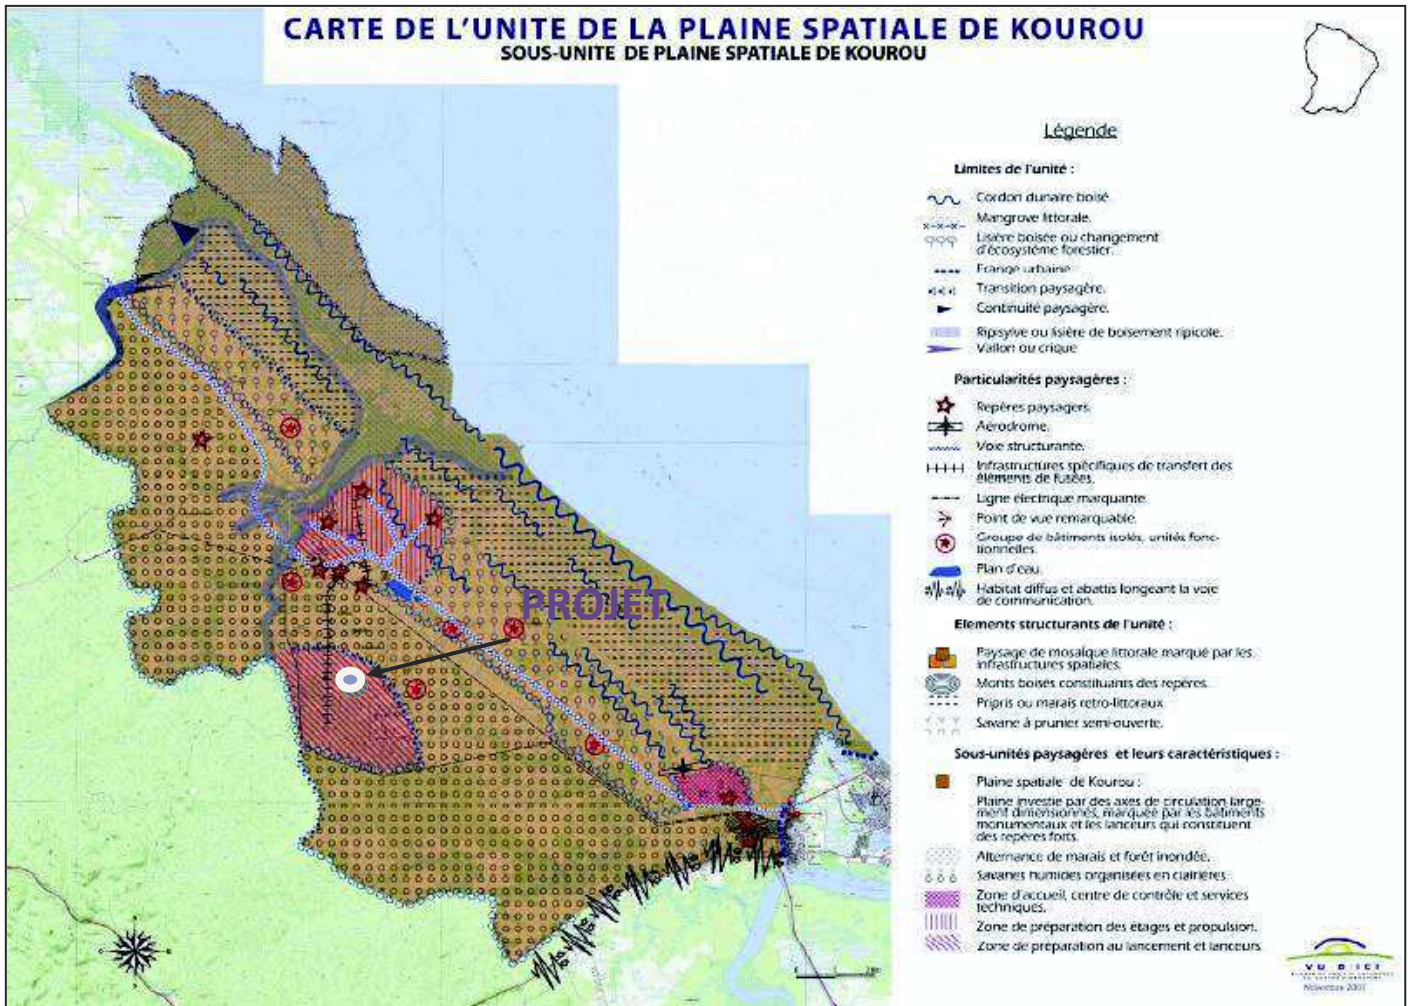 CARTE DE L'UNITE DE LA PLAINE SPATIALE DE KOUROU
SOUS-UNITE DE PLAINE SPATIALE DE KOUROU
Légende
Limites de l'unité :
Cordon dunaire boisé.
Mangrove littorale.
Lisière boisée ou changement
d'écosystème forestier.
Frange urbaine
Transition paysagère.
Continuité paysagère.
Ripisylve ou lisière de boisement ripicole.
Vallon ou crique
Particularités paysagères :
Repères paysagers.
Aérodrome.
Voie structurante.
Infrastructures spécifiques de transfert des
éléments de fusées.
Ligne électrique marquante.
Point de vue remarquable.
Groupe de bâtiments isolés, unités fonc-
tionnelles.
Plan d'eau.
Habitat diffus et abattis longeant la voie
de communication.
Elements structurants de l'unité :
Paysage de mosaïque littorale marqué par les
infrastructures spatiales.
Monts boisés constituants des repères.
Pripris ou marais retro-littoraux
Savane à prunier semi-ouverte.
Sous-unités paysagères et leurs caractéristiques :
Plaine spatiale de Kourou :
Plaine investie par des axes de circulation large-
ment dimensionnés, marquée par les bâtiments
monumentaux et les lanceurs qui constituent
des repères forts.
Alternance de marais et forêt inondée.
Savanes humides organisées en clairières
Zone d'accueil, centre de contrôle et services
techniques.
Zone de préparation des étages et propulsion.
Zone de préparation au lancement et lanceurs
PROJET
VU D'ICI
Novembre 2007